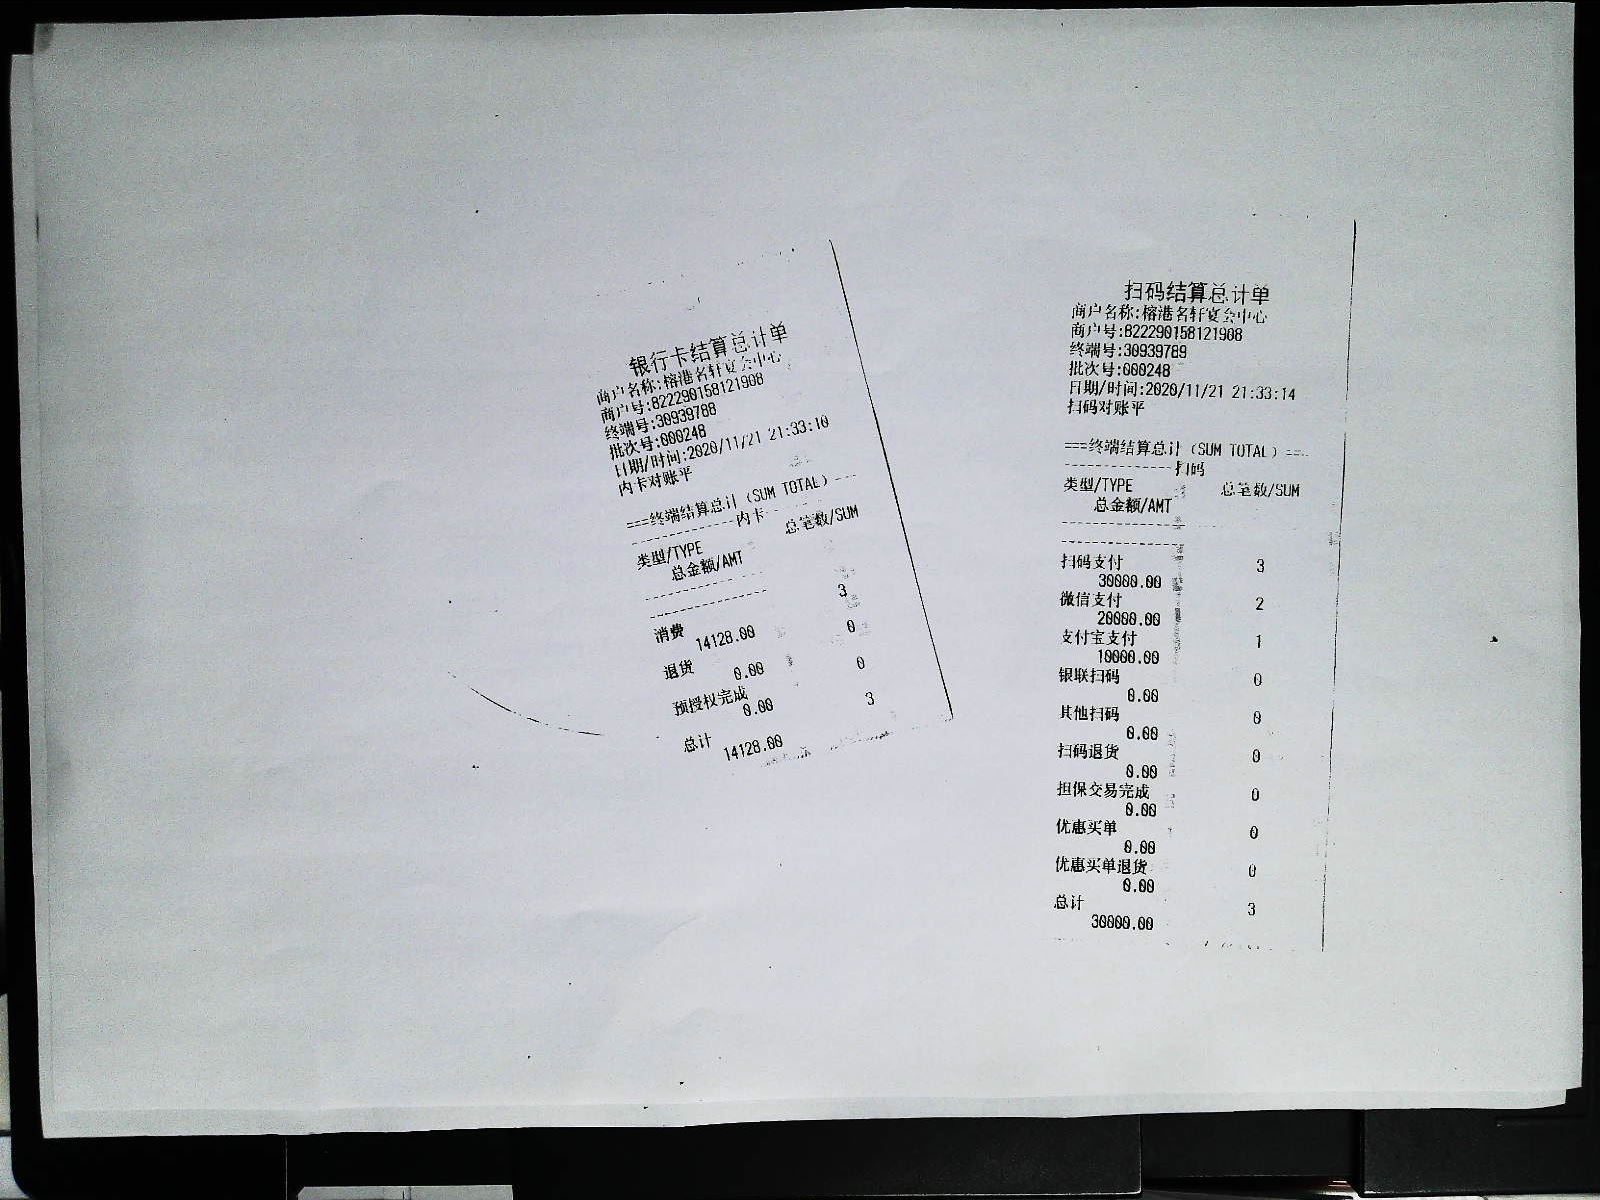 银行卡结算总计单
商户名称:榕港名轩宴会中心
商户号:822290158121908
终端号:30939788
批次号:000248
日期/时间:2020/11/21 21:33:10
内卡对账平
===终端结算总计（SUM TOTAL）---
-------------内卡-------
类型/TYPE 总笔数/SUM
总金额/AMT
消费 3
14128.00
退货 0
0.00
预授权完成 0
0.00
总计 3
14128.00
扫码结算总计单
商户名称:榕港名轩宴会中心
商户号:822290158121908
终端号:30939789
批次号:000248
日期/时间:2020/11/21 21:33:14
扫码对账平
===终端结算总计（SUM TOTAL）===
---------------扫码
类型/TYPE 总笔数/SUM
总金额/AMT
扫码支付 3
30000.00
微信支付 2
20000.00
支付宝支付 1
10000.00
银联扫码 0
0.00
其他扫码 0
0.00
扫码退货 0
0.00
担保交易完成 0
0.00
优惠买单 0
0.00
优惠买单退货 0
0.00
总计 3
30000.00